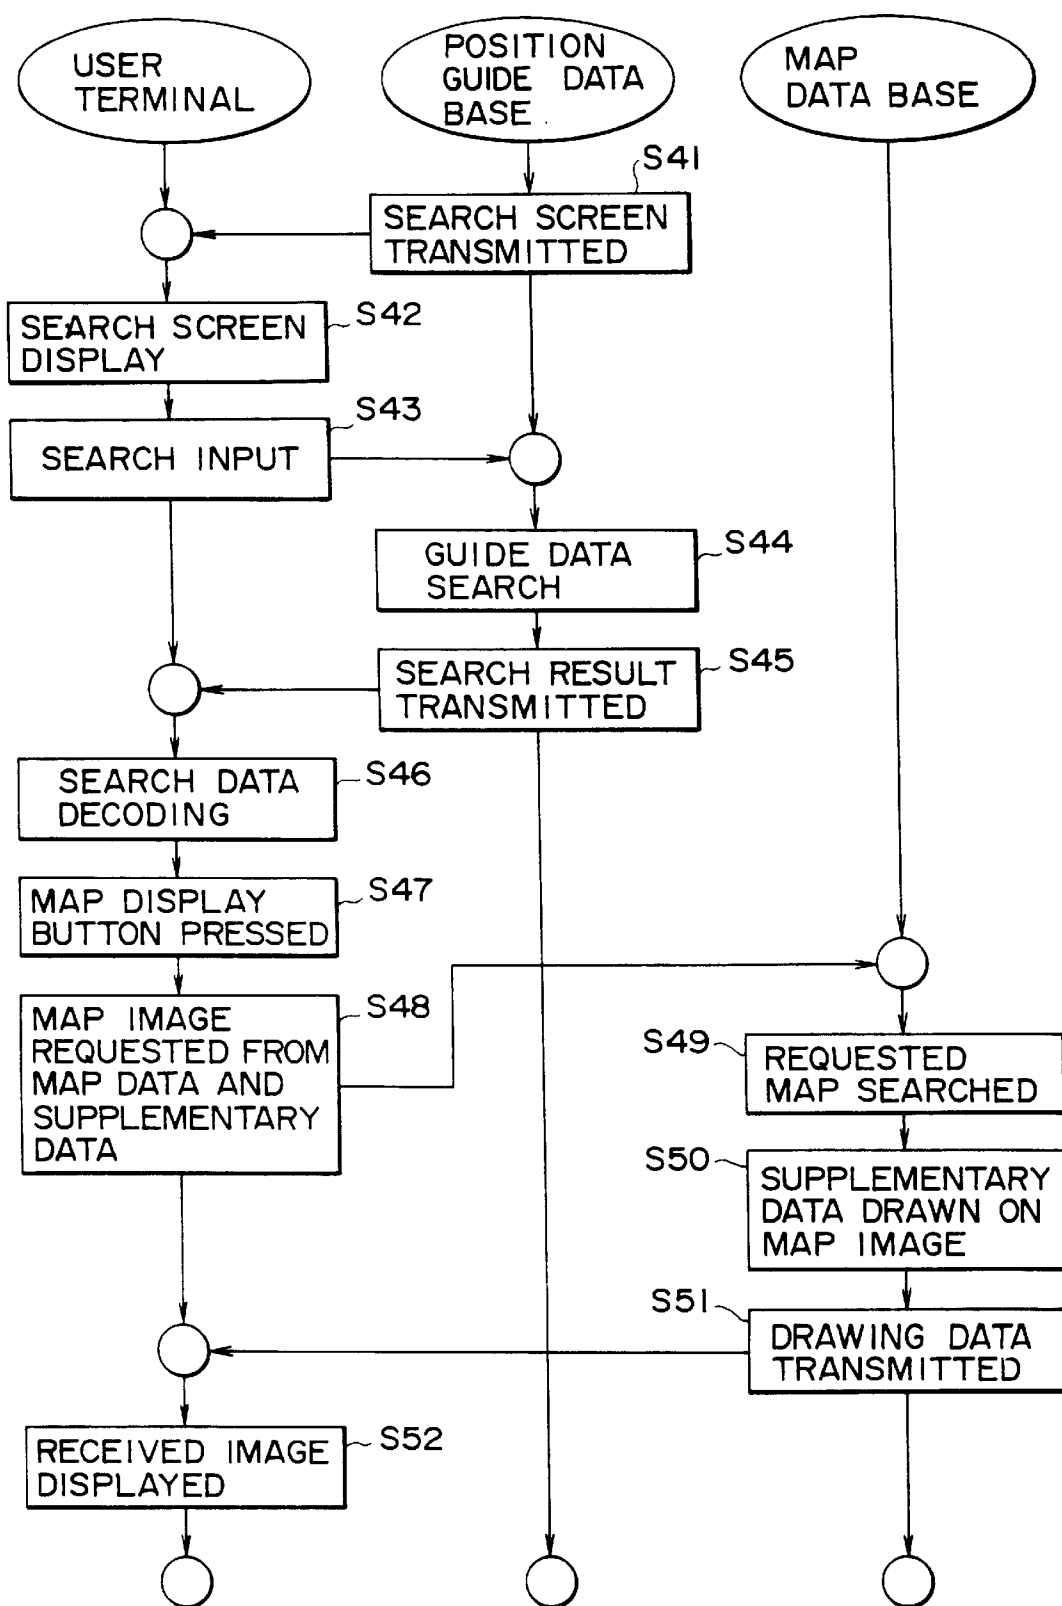 USER
TERMINAL
POSITION
GUIDE DATA
BASE
MAP
DATA BASE
S41
SEARCH SCREEN
TRANSMITTED
S42
SEARCH SCREEN
DISPLAY
S43
SEARCH INPUT
S44
GUIDE DATA
SEARCH
S45
SEARCH RESULT
TRANSMITTED
S46
SEARCH DATA
DECODING
S47
MAP DISPLAY
BUTTON PRESSED
S48
MAP IMAGE
REQUESTED FROM
MAP DATA AND
SUPPLEMENTARY
DATA
S49
REQUESTED
MAP SEARCHED
S50
SUPPLEMENTARY
DATA DRAWN ON
MAP IMAGE
S51
DRAWING DATA
TRANSMITTED
S52
RECEIVED IMAGE
DISPLAYED